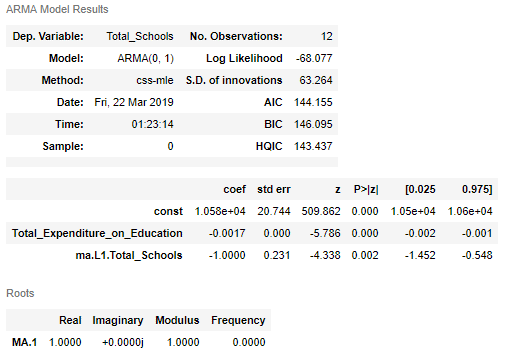 ARMA Model Results
Dep. Variable: Total_Schools No. Observations: 12
Model: ARMA(0, 1) Log Likelihood -68.077
Method: css-mle S.D. of innovations 63.264
Date: Fri, 22 Mar 2019 AIC 144.155
Time: 01:23:14 BIC 146.095
Sample: 0 HQIC 143.437
coef std err z P>|z| [0.025 0.975]
const 1.058e+04 20.744 509.862 0.000 1.05e+04 1.06e+04
Total_Expenditure_on_Education -0.0017 0.000 -5.786 0.000 -0.002 -0.001
ma.L1.Total_Schools -1.0000 0.231 -4.338 0.002 -1.452 -0.548
Roots
Real Imaginary Modulus Frequency
MA.1 1.0000 +0.0000j 1.0000 0.0000